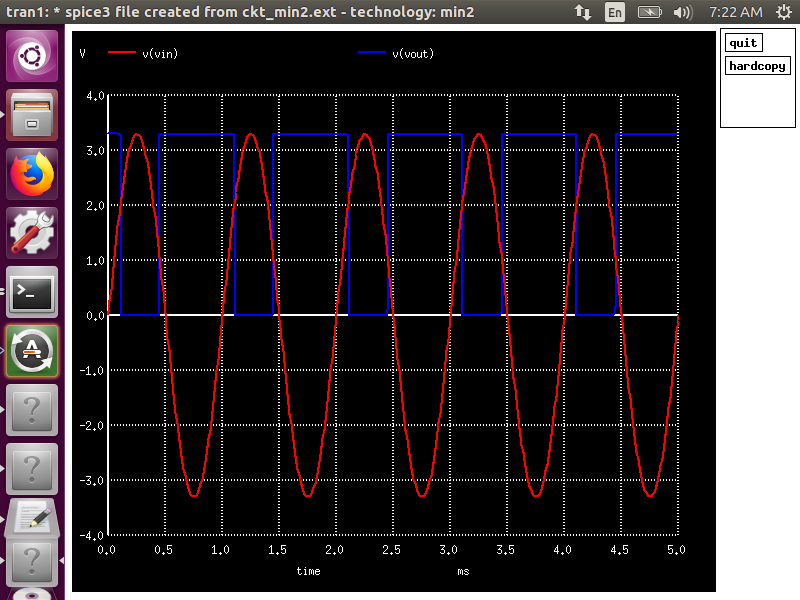 tran1: * spice3 file created from ckt_min2.ext - technology: min2
En
7:22 AM
quit
hardcopy
V
v(vin)
v(vout)
4.0
3.0
2.0
1.0
0.0
-1.0
-2.0
-3.0
-4.0
0.0 0.5 1.0 1.5 2.0 2.5 3.0 3.5 4.0 4.5 5.0
time
ms
>_
A
?
?
?